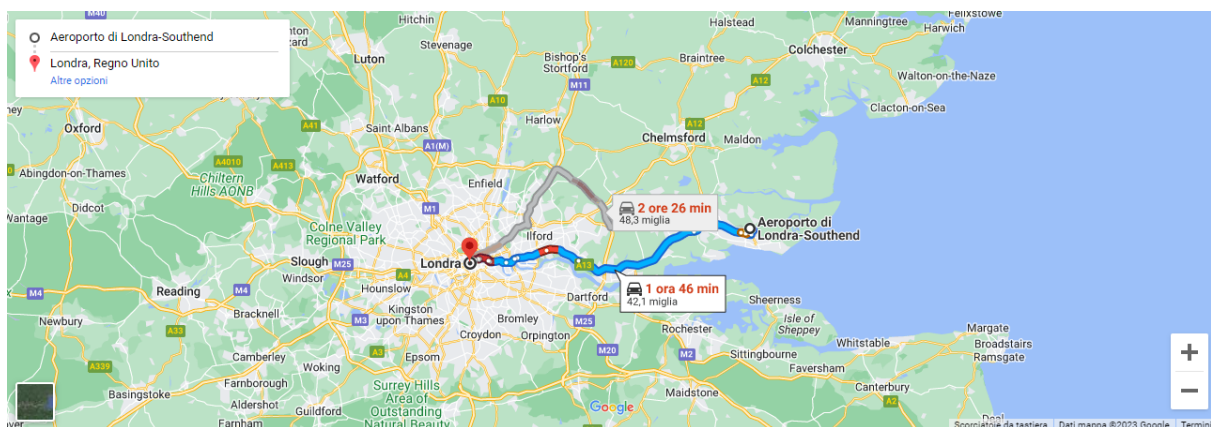 Aeroporto di Londra-Southend
Londra, Regno Unito
Altre opzioni
M40
Hitchin
Halstead
Manningtree
Felixstowe
Harwich
Stevenage
Luton
Bishop's
Stortford
A120
Braintree
Colchester
A12
Walton-on-the-Naze
M11
A10
Clacton-on-Sea
Harlow
Oxford
A41
Saint Albans
A12
Chelmsford
Maldon
A1(M)
A4010
A413
Abingdon-on-Thames
M40
Chiltern
Hills AONB
Watford
Enfield
Didcot
Wantage
M1
2 ore 26 min
48,3 miglia
Aeroporto di
Londra-Southend
Colne Valley
Regional Park
Ilford
Slough
M25
Londra
A13
Windsor
A4
1 ora 46 min
42,1 miglia
M4
Reading
M4
Hounslow
Dartford
Sheerness
Bracknell
Kingston
upon Thames
M3
Bromley
M25
Isle of
Sheppey
Newbury
A33
Croydon
Orpington
Rochester
Margate
Broadstairs
Ramsgate
Whitstable
Camberley
A3
Epsom
M20
M2
Sittingbourne
Faversham
A339
Woking
Farnborough
Basingstoke
Surrey Hills
Area of
Outstanding
Natural Beauty
Maidstone
Canterbury
A2
Aldershot
Guildford
Farnham
Google
Deal
Scorciatoie da tastiera
Dati mappa ©2023 Google
Termini